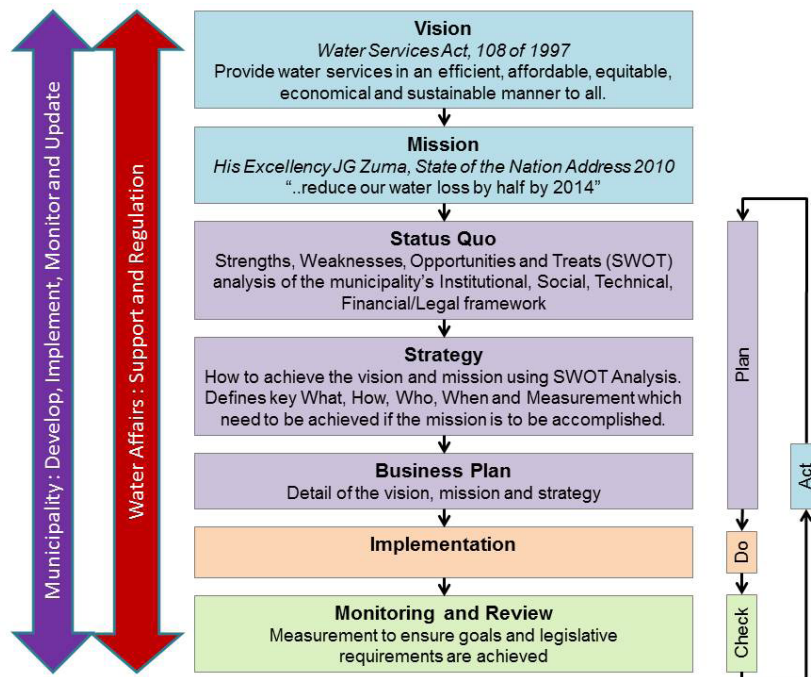 Municipality : Develop, Implement, Monitor and Update
Water Affairs : Support and Regulation
Vision
Water Services Act, 108 of 1997
Provide water services in an efficient, affordable, equitable,
economical and sustainable manner to all.
Mission
His Excellency JG Zuma, State of the Nation Address 2010
“..reduce our water loss by half by 2014”
Status Quo
Strengths, Weaknesses, Opportunities and Treats (SWOT)
analysis of the municipality’s Institutional, Social, Technical,
Financial/Legal framework
Strategy
How to achieve the vision and mission using SWOT Analysis.
Defines key What, How, Who, When and Measurement which
need to be achieved if the mission is to be accomplished.
Business Plan
Detail of the vision, mission and strategy
Implementation
Monitoring and Review
Measurement to ensure goals and legislative
requirements are achieved
Plan
Do
Check
Act